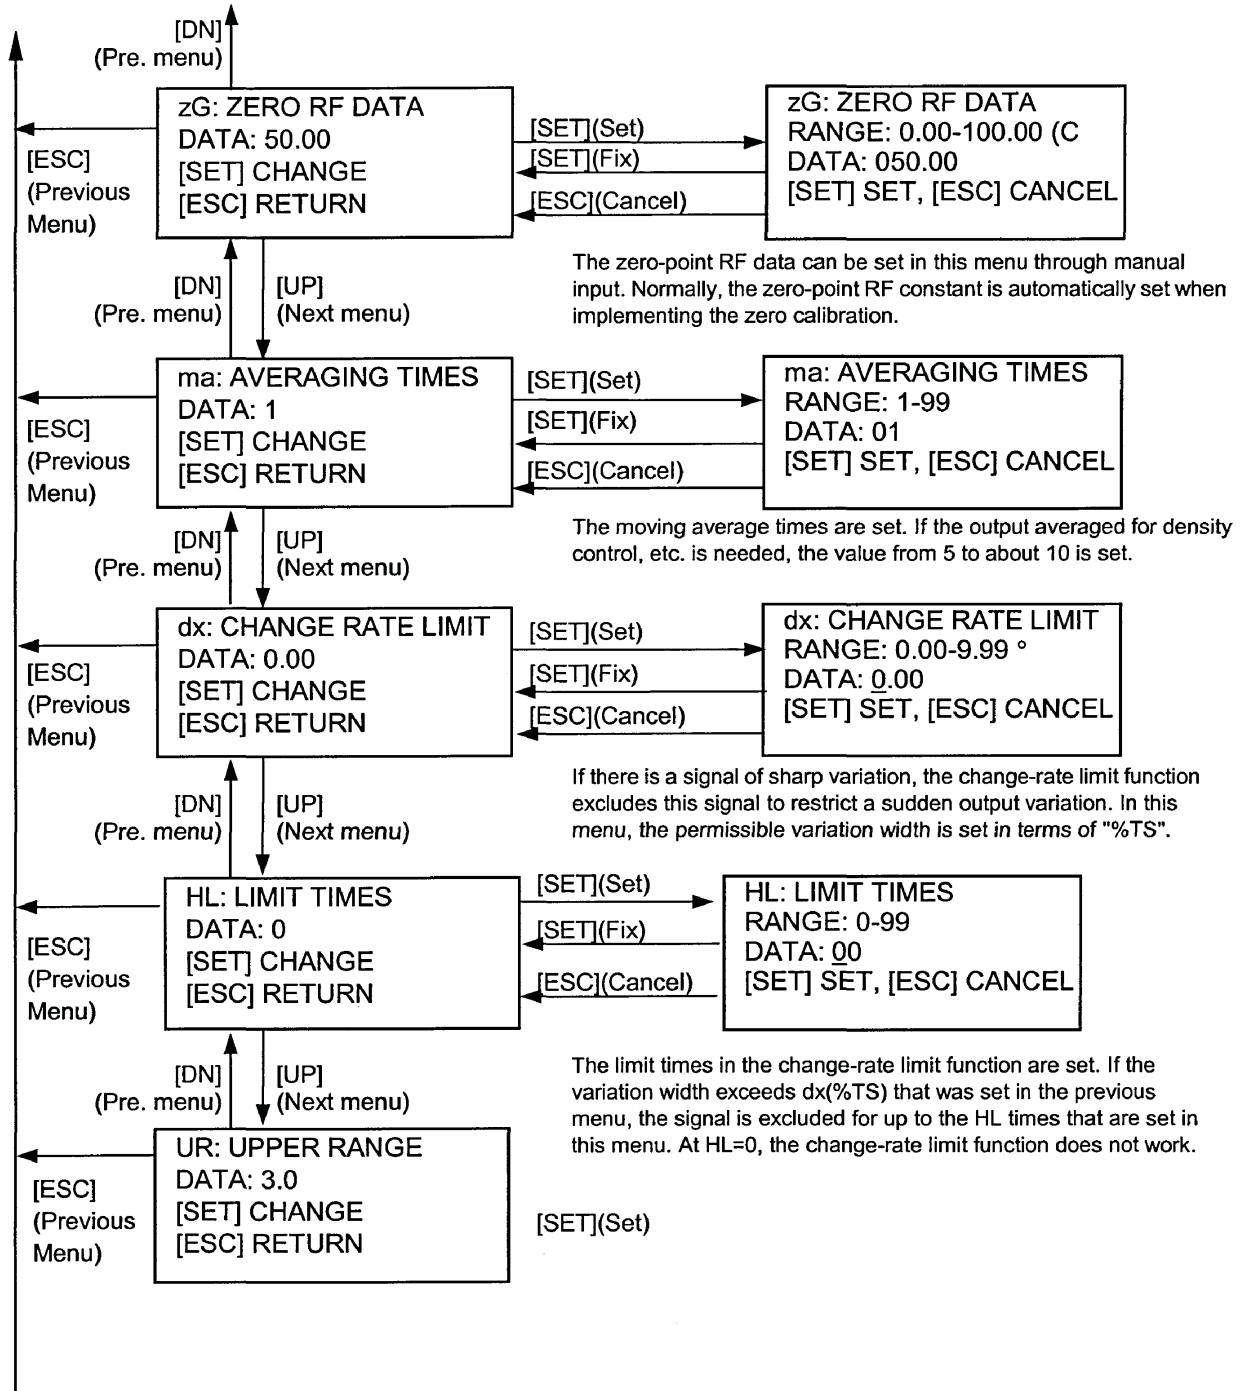 [DN]
(Pre. menu)
zG: ZERO RF DATA
DATA: 50.00
[SET] CHANGE
[ESC] RETURN
[ESC]
(Previous
Menu)
[SET](Set)
[SET](Fix)
[ESC](Cancel)
zG: ZERO RF DATA
RANGE: 0.00-100.00 (C
DATA: 050.00
[SET] SET, [ESC] CANCEL
The zero-point RF data can be set in this menu through manual
input. Normally, the zero-point RF constant is automatically set when
implementing the zero calibration.
[DN]
(Pre. menu)
[UP]
(Next menu)
ma: AVERAGING TIMES
DATA: 1
[SET] CHANGE
[ESC] RETURN
[ESC]
(Previous
Menu)
[SET](Set)
[SET](Fix)
[ESC](Cancel)
ma: AVERAGING TIMES
RANGE: 1-99
DATA: 01
[SET] SET, [ESC] CANCEL
The moving average times are set. If the output averaged for density
control, etc. is needed, the value from 5 to about 10 is set.
[DN]
(Pre. menu)
[UP]
(Next menu)
dx: CHANGE RATE LIMIT
DATA: 0.00
[SET] CHANGE
[ESC] RETURN
[ESC]
(Previous
Menu)
[SET](Set)
[SET](Fix)
[ESC](Cancel)
dx: CHANGE RATE LIMIT
RANGE: 0.00-9.99 °
DATA: 0.00
[SET] SET, [ESC] CANCEL
If there is a signal of sharp variation, the change-rate limit function
excludes this signal to restrict a sudden output variation. In this
menu, the permissible variation width is set in terms of "%TS".
[DN]
(Pre. menu)
[UP]
(Next menu)
HL: LIMIT TIMES
DATA: 0
[SET] CHANGE
[ESC] RETURN
[ESC]
(Previous
Menu)
[SET](Set)
[SET](Fix)
[ESC](Cancel)
HL: LIMIT TIMES
RANGE: 0-99
DATA: 00
[SET] SET, [ESC] CANCEL
The limit times in the change-rate limit function are set. If the
variation width exceeds dx(%TS) that was set in the previous
menu, the signal is excluded for up to the HL times that are set in
this menu. At HL=0, the change-rate limit function does not work.
[DN]
(Pre. menu)
[UP]
(Next menu)
UR: UPPER RANGE
DATA: 3.0
[SET] CHANGE
[ESC] RETURN
[ESC]
(Previous
Menu)
[SET](Set)